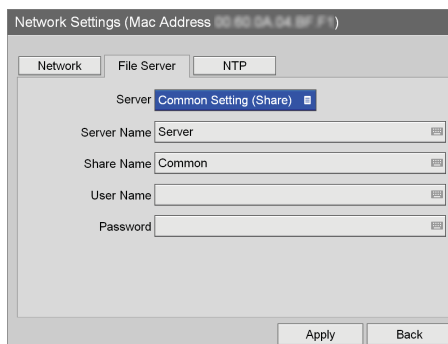 Network Settings (Mac Address )
Network File Server NTP
Server Common Setting (Share)
Server Name Server
Share Name Common
User Name
Password
Apply Back